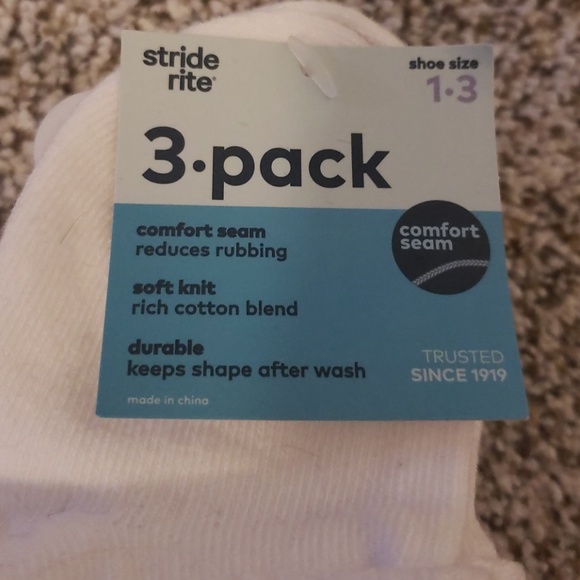 stride
rite®
shoe size
1•3
3•pack
comfort seam
reduces rubbing
comfort
seam
soft knit
rich cotton blend
durable
keeps shape after wash
TRUSTED
SINCE 1919
made in china